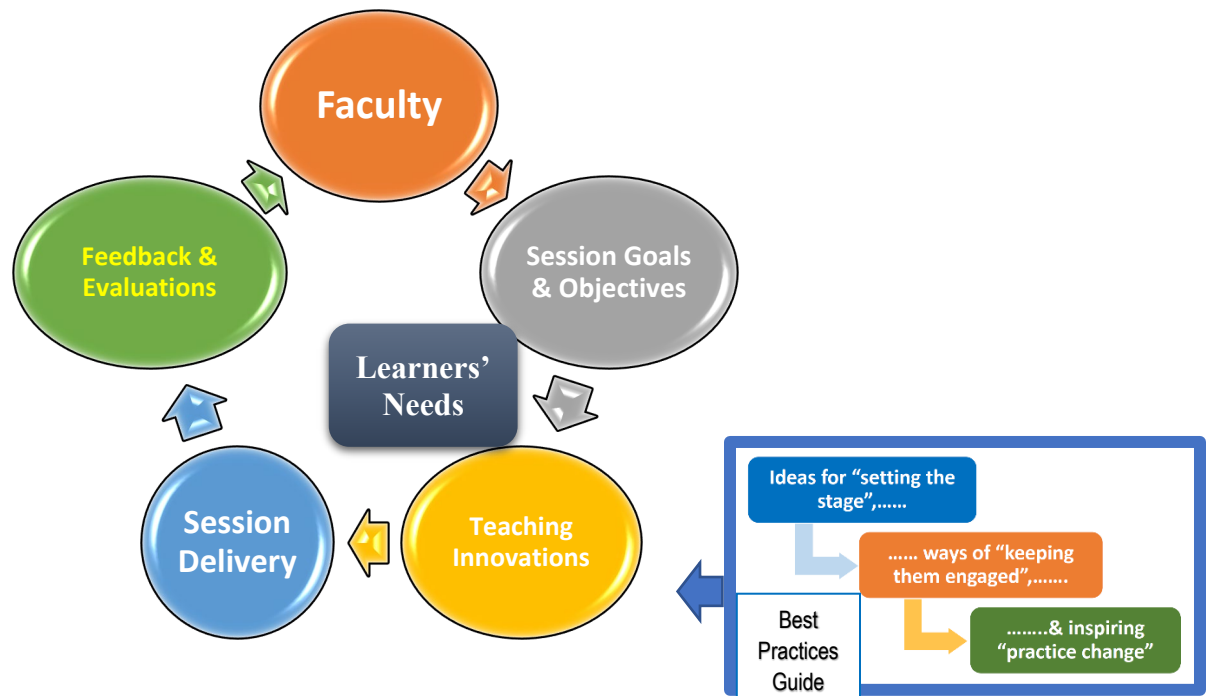 Faculty
Session Goals
& Objectives
Feedback &
Evaluations
Learners’
Needs
Teaching
Innovations
Session
Delivery
Ideas for “setting the
stage”,......
...... ways of “keeping
them engaged”,.......
........& inspiring
“practice change”
Best
Practices
Guide